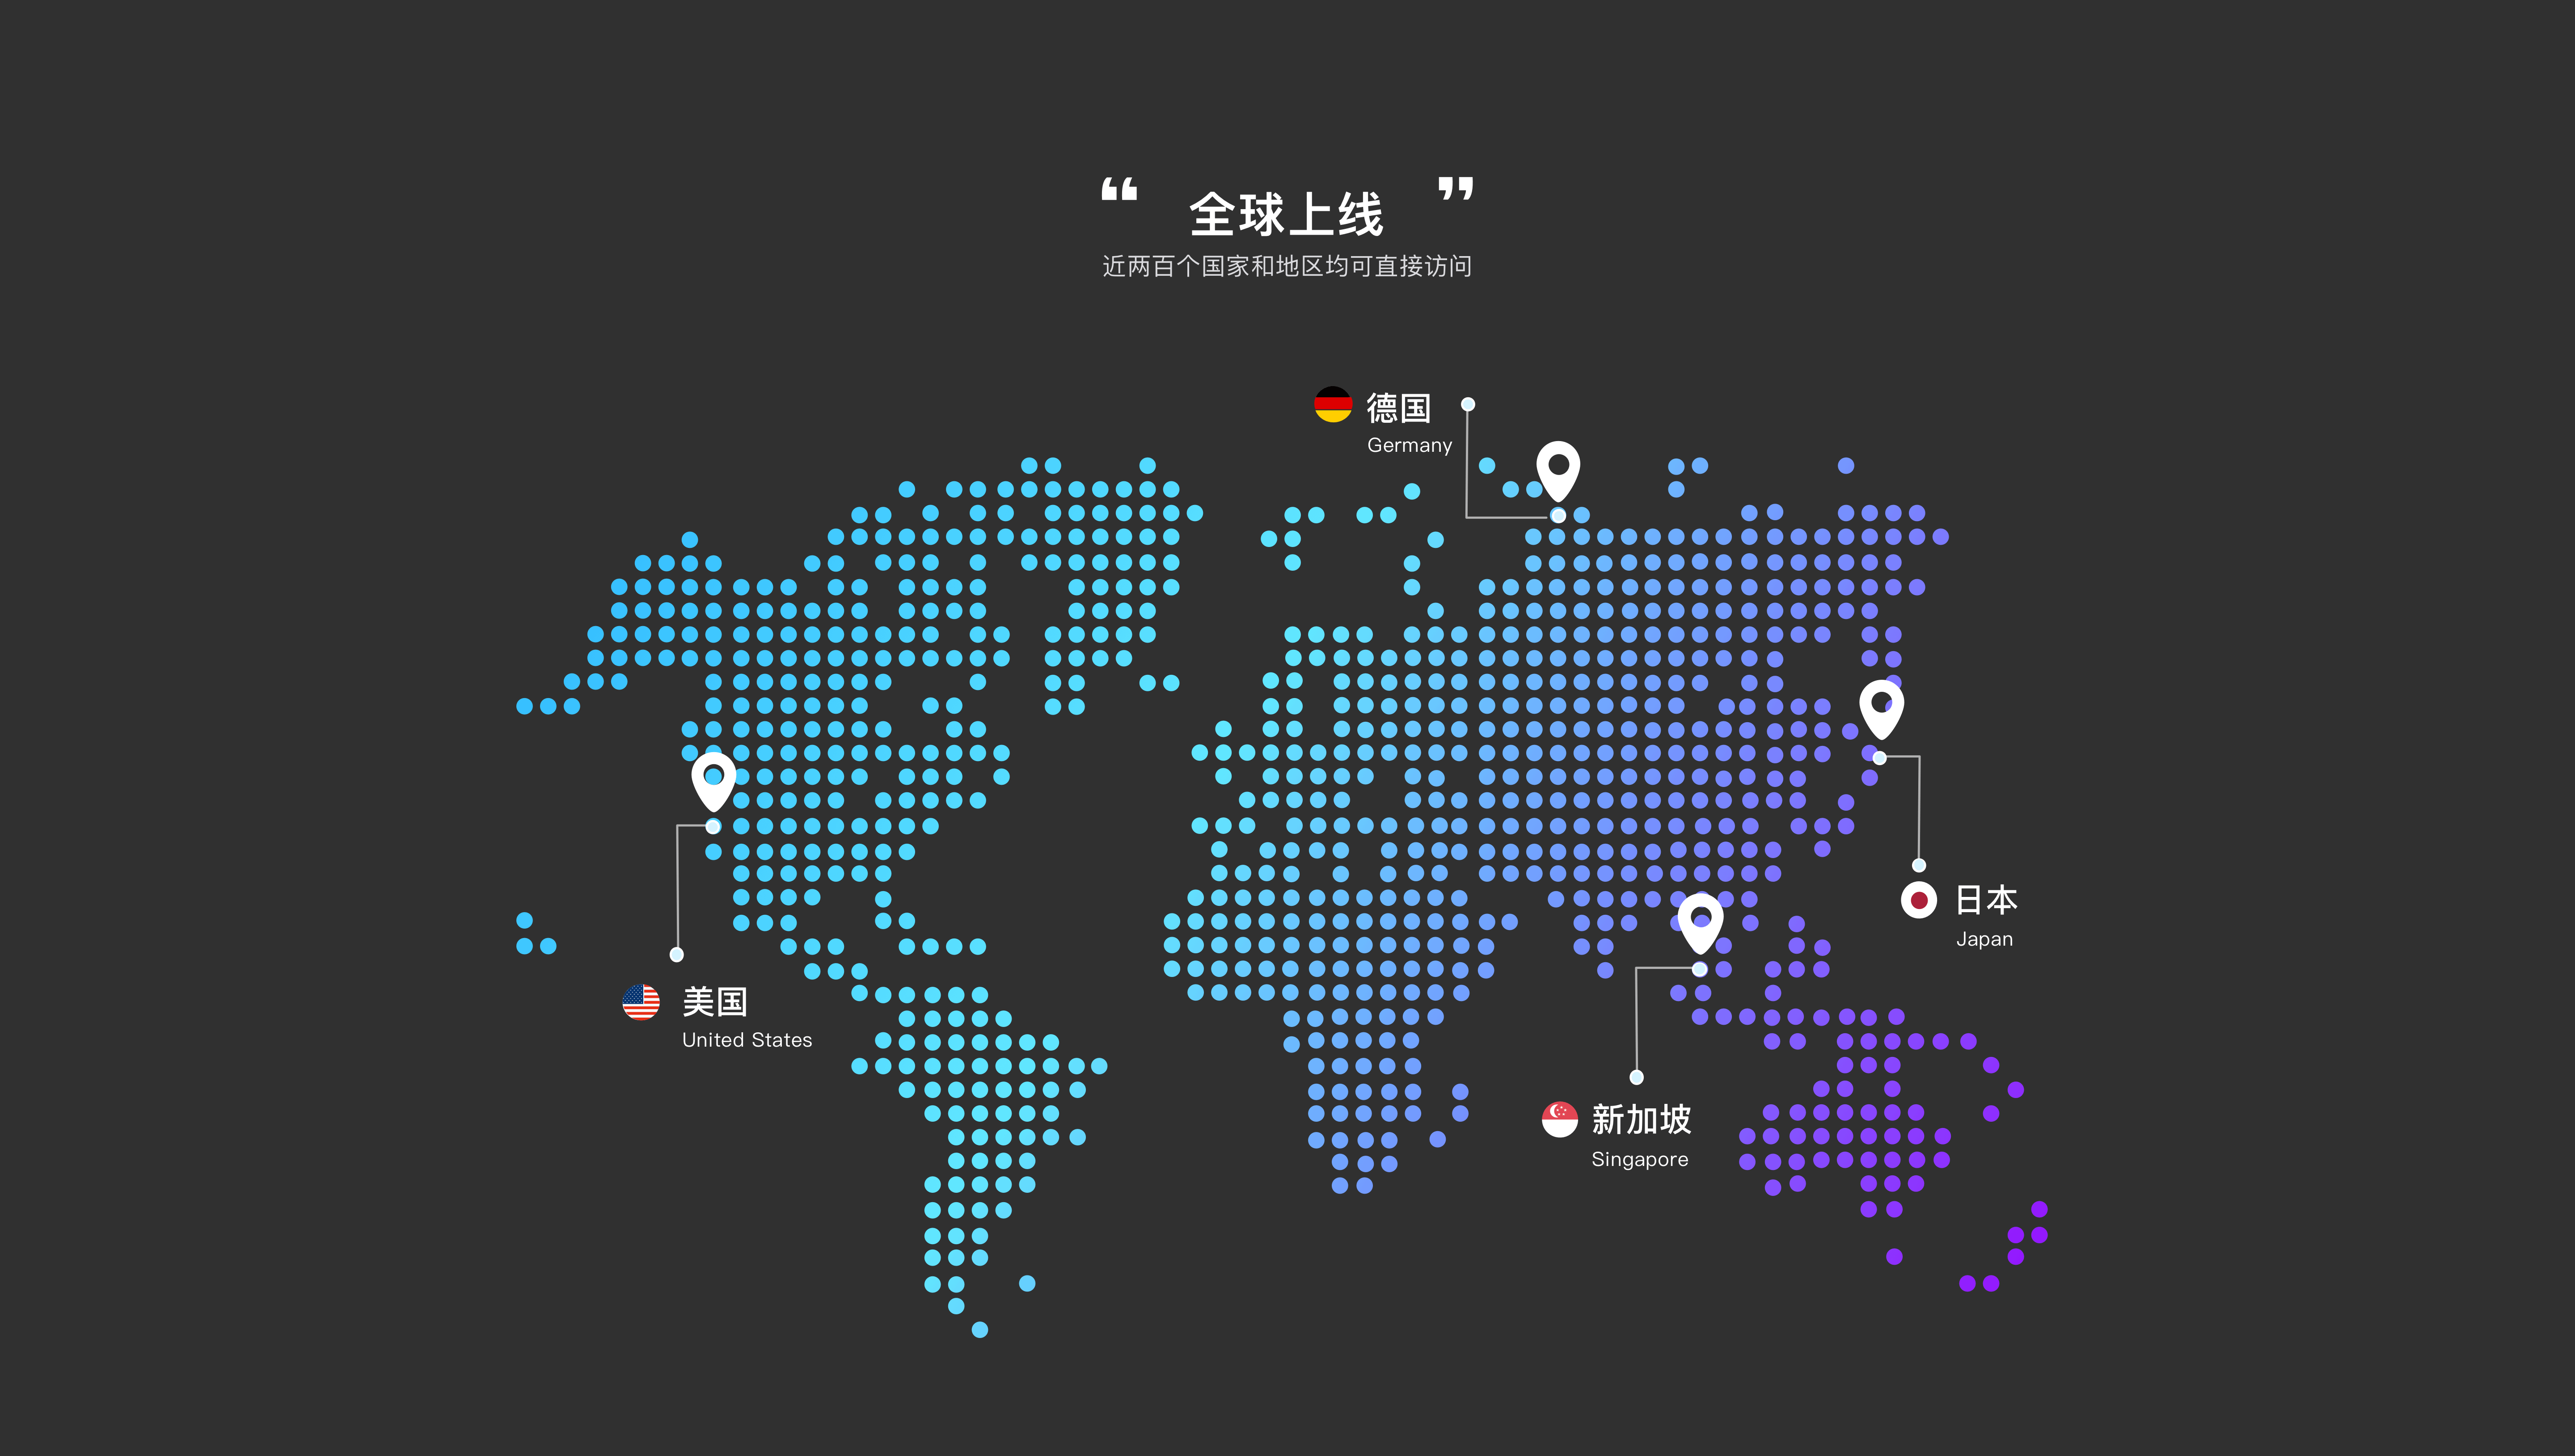 “ 全球上线 ”
近两百个国家和地区均可直接访问
德国
Germany
日本
Japan
美国
United States
新加坡
Singapore